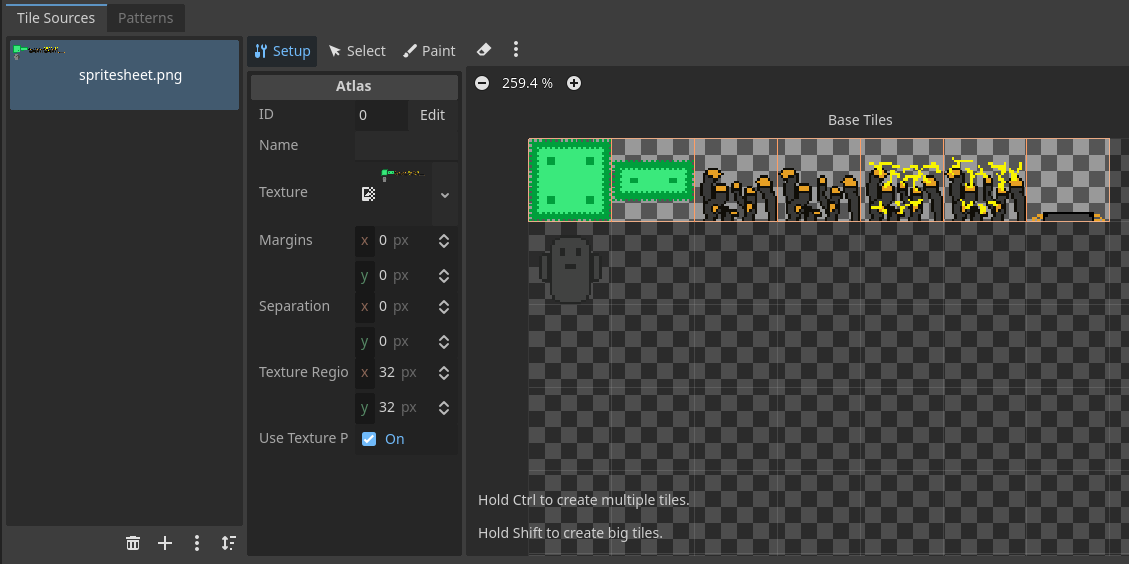 Tile Sources
Patterns
spritesheet.png
Setup
Select
Paint
Atlas
ID
0
Edit
Name
Texture
Margins
x 0 px
y 0 px
Separation
x 0 px
y 0 px
Texture Regio
x 32 px
y 32 px
Use Texture P
On
259.4 %
Base Tiles
Hold Ctrl to create multiple tiles.
Hold Shift to create big tiles.